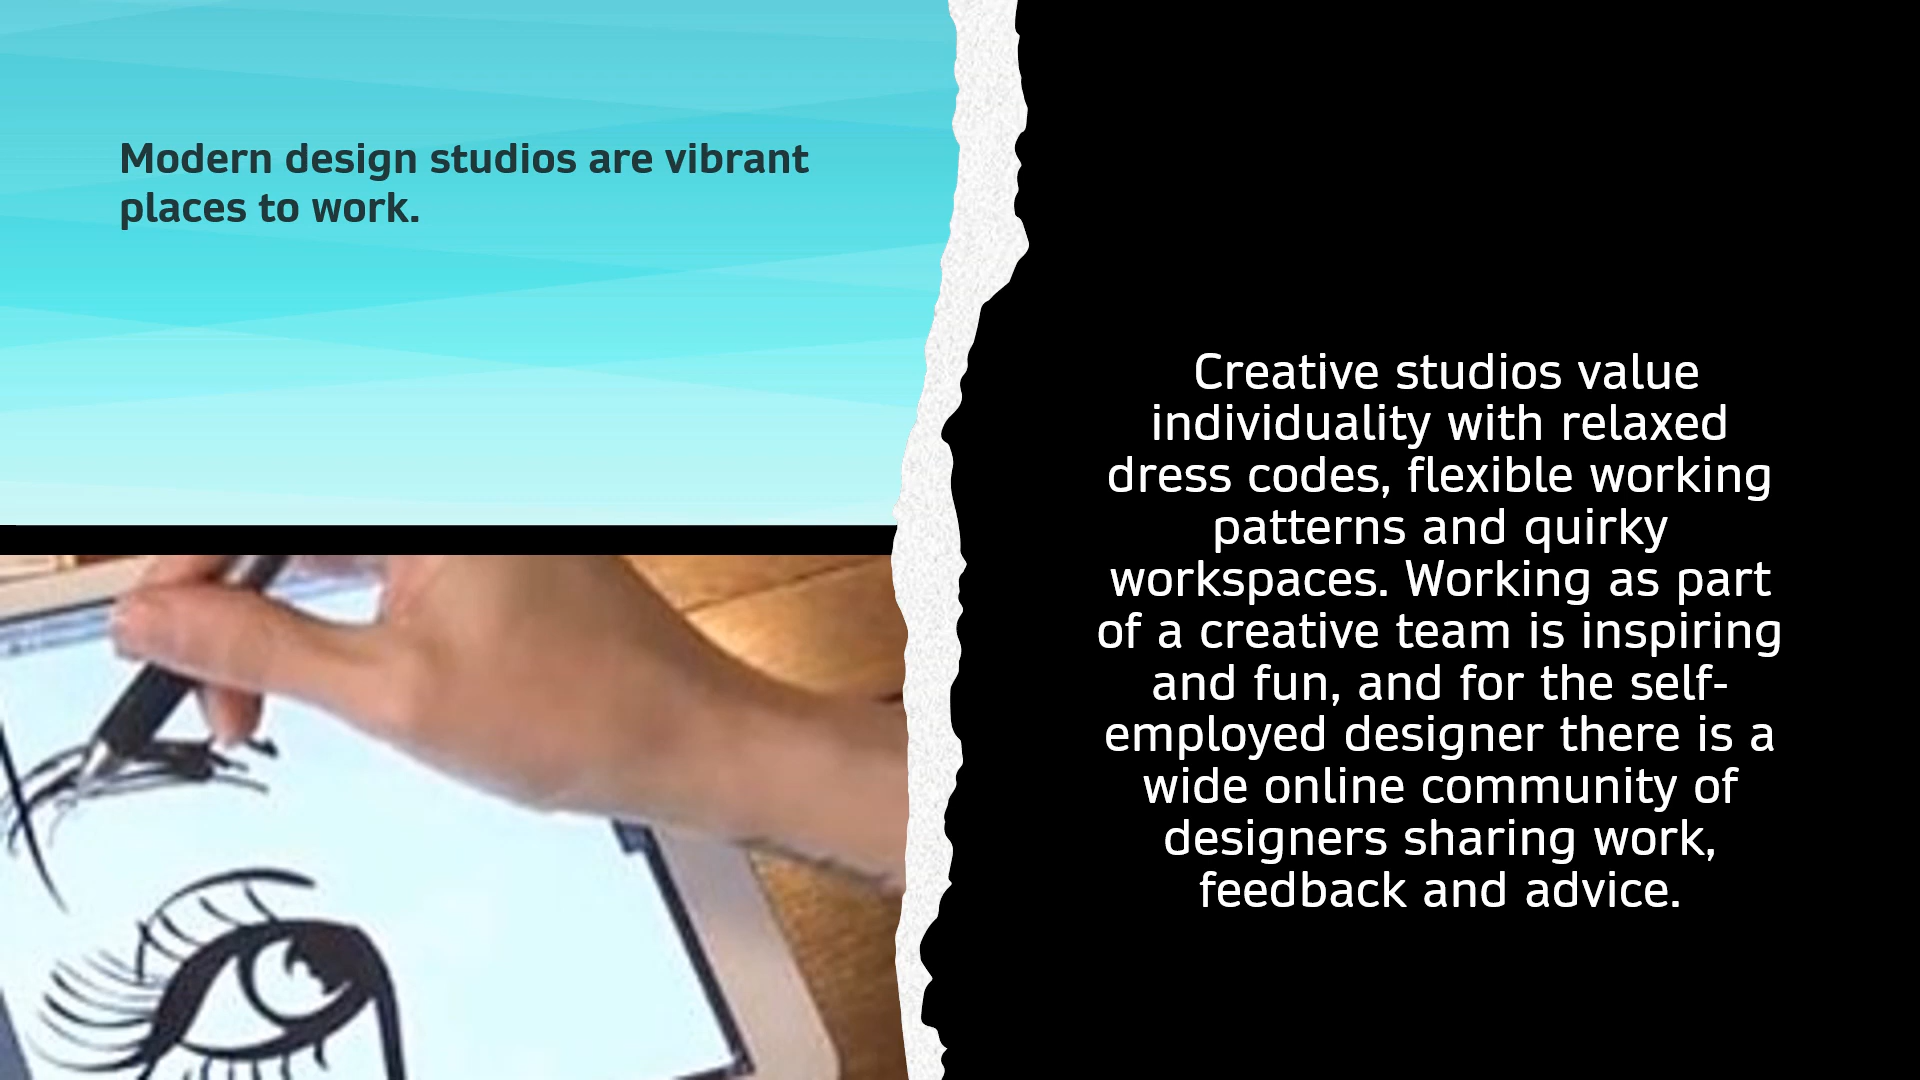 Modern design studios are vibrant
places to work.
Creative studios value
individuality with relaxed
dress codes, flexible working
patterns and quirky
workspaces. Working as part
of a creative team is inspiring
and fun, and for the self-
employed designer there is a
wide online community of
designers sharing work,
feedback and advice.